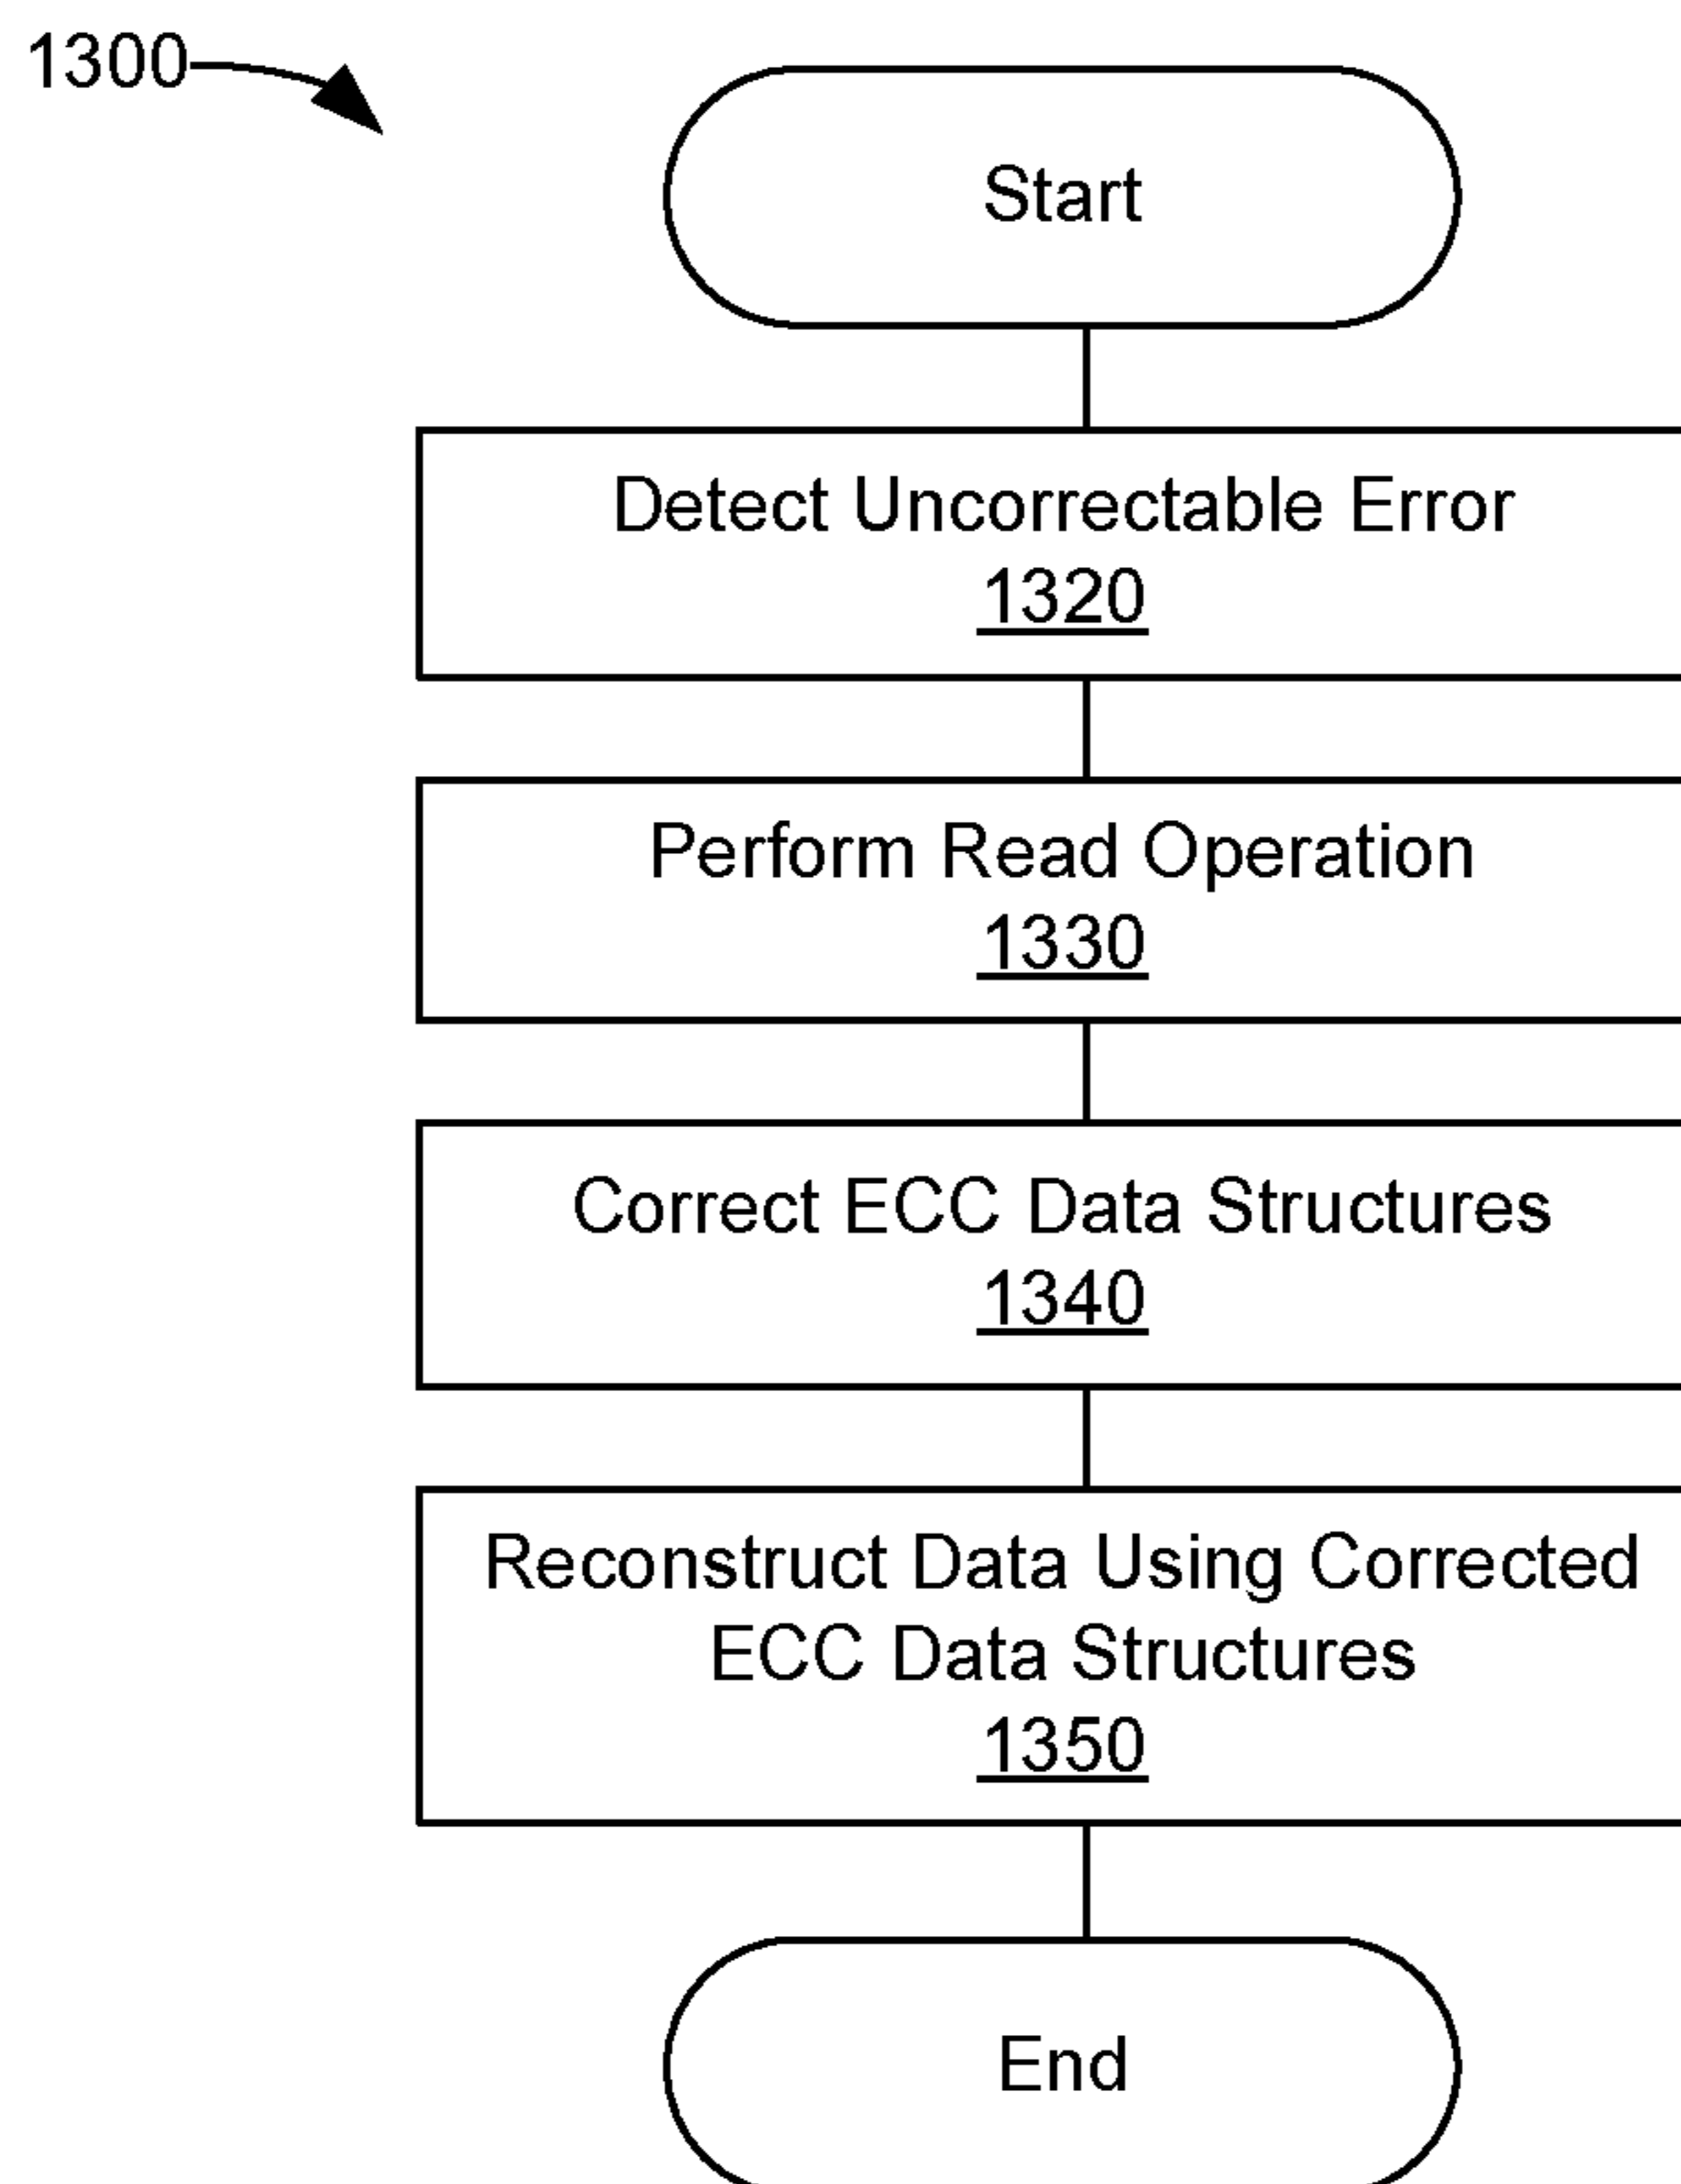 1300
Start
Detect Uncorrectable Error
1320
Perform Read Operation
1330
Correct ECC Data Structures
1340
Reconstruct Data Using Corrected
ECC Data Structures
1350
End